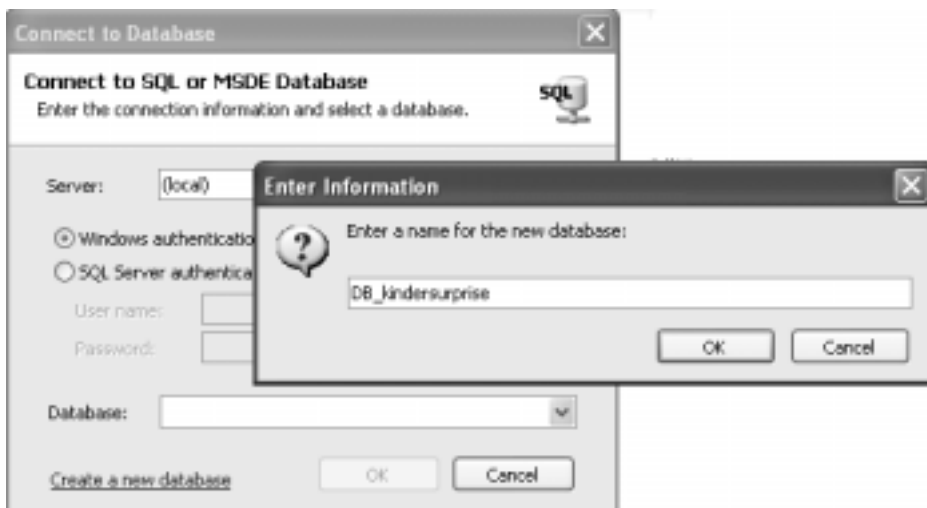 Connect to Database
Connect to SQL or MSDE Database
Enter the connection information and select a database.
SQL
Server:
(local)
Windows authenticatio
SQL Server authentica
User name:
Password:
Database:
Create a new database
OK
Cancel
Enter Information
Enter a name for the new database:
DB_kindersurprise
OK
Cancel